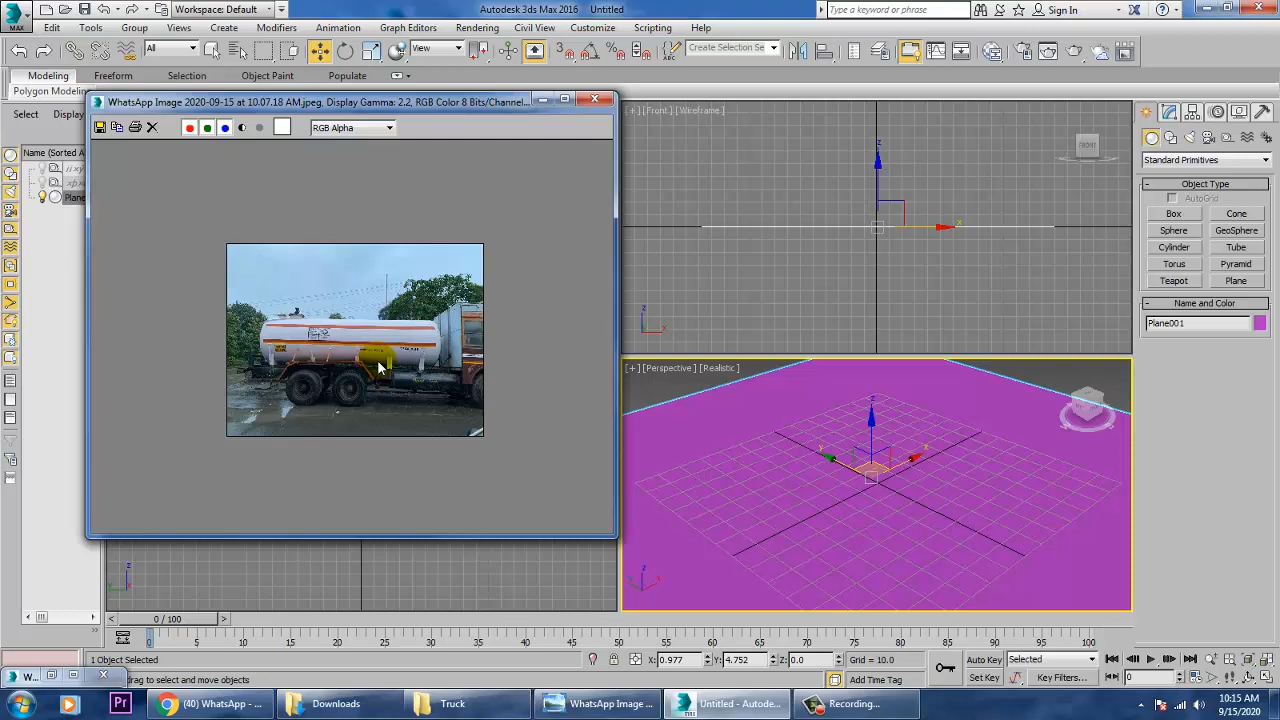 Workspace: Default
Autodesk 3ds Max 2016 Untitled
Type a keyword or phrase
Sign In
MAX
Edit Tools Group Views Create Modifiers Animation Graph Editors Rendering Civil View Customize Scripting Help
All
View
Create Selection Se
Modeling Freeform Selection Object Paint Populate
Polygon Modeling
Select Display
WhatsApp Image 2020-09-15 at 10.07.18 AM.jpeg, Display Gamma: 2.2, RGB Color 8 Bits/Channel...
RGB Alpha
Name (Sorted A
Plane
[+] [Front] [Wireframe]
FRONT
z
x
z
x
[+] [Perspective] [Realistic]
z
y
x
z
z
Standard Primitives
- Object Type
AutoGrid
Box Cone
Sphere GeoSphere
Cylinder Tube
Torus Pyramid
Teapot Plane
- Name and Color
Plane001
0 / 100
0 5 10 15 20 25 30 35 40 45 50 55 60 65 70 75 80 85 90 95 100
1 Object Selected
X: 0.977 Y: 4.752 Z: 0.0
Grid = 10.0
Auto Key Selected
W...
drag to select and move objects
Add Time Tag
Set Key
Key Filters...
0
Pr
(40) WhatsApp - ...
Downloads
Truck
WhatsApp Image ...
Untitled - Autode...
Recording...
10:15 AM
9/15/2020